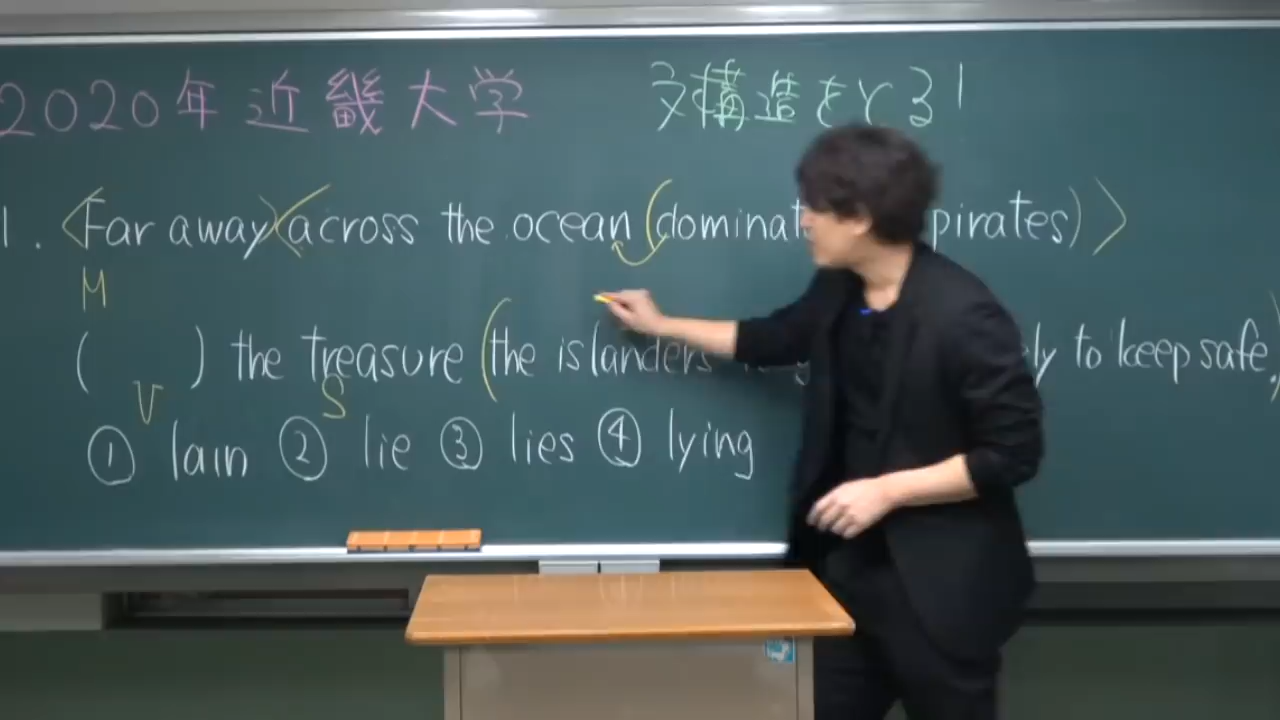 2020年近畿大学 文構造をとる!
1. <Far away)(across the ocean (dominat pirates)>
M
( ) the treasure (the islanders ly to keep safe.)
V S
① lain ② lie ③ lies ④ lying